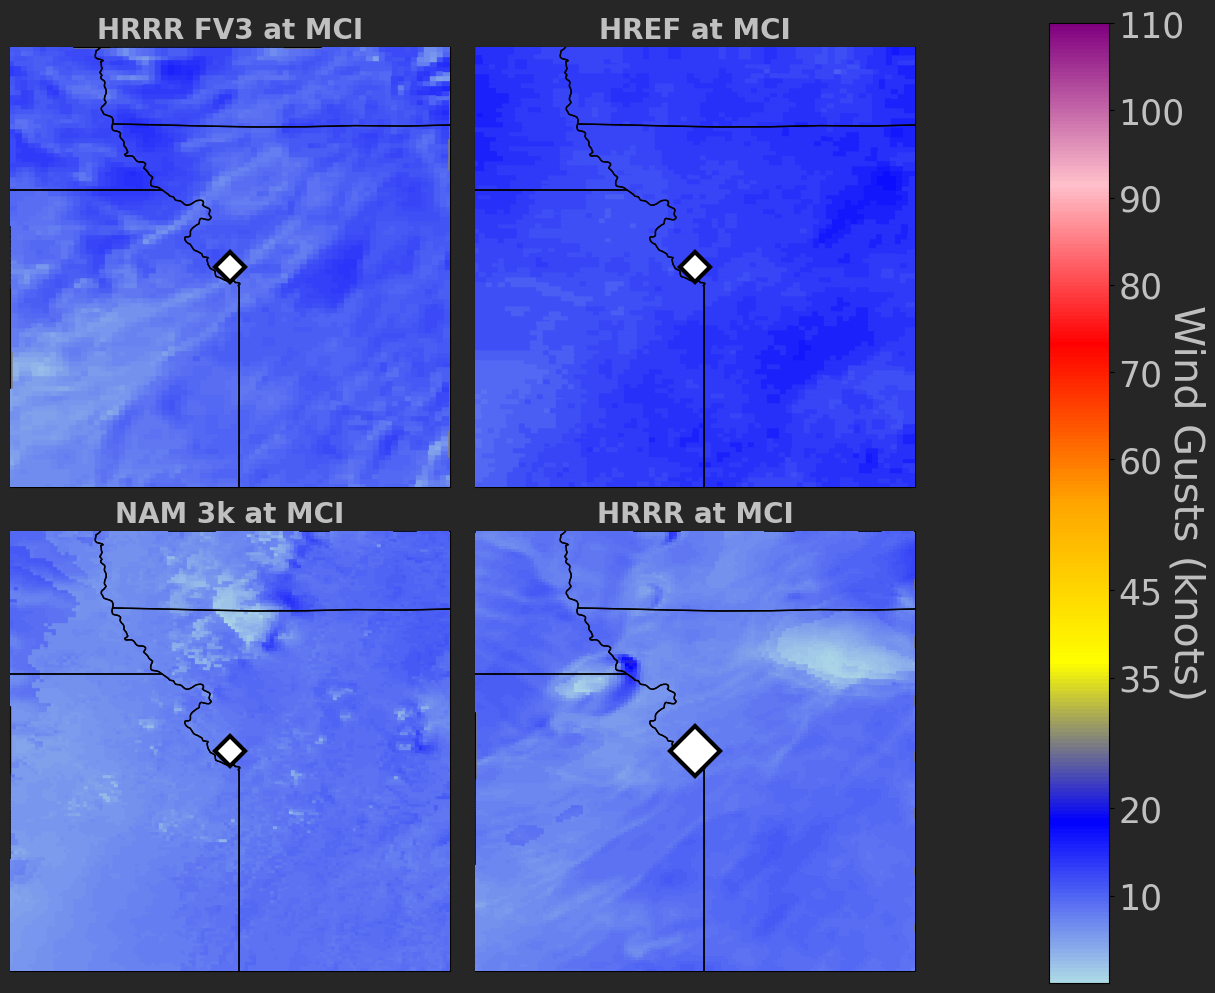 HRRR FV3 at MCI
HREF at MCI
NAM 3k at MCI
HRRR at MCI
110
100
90
80
70
60
45
35
20
10
Wind Gusts (knots)